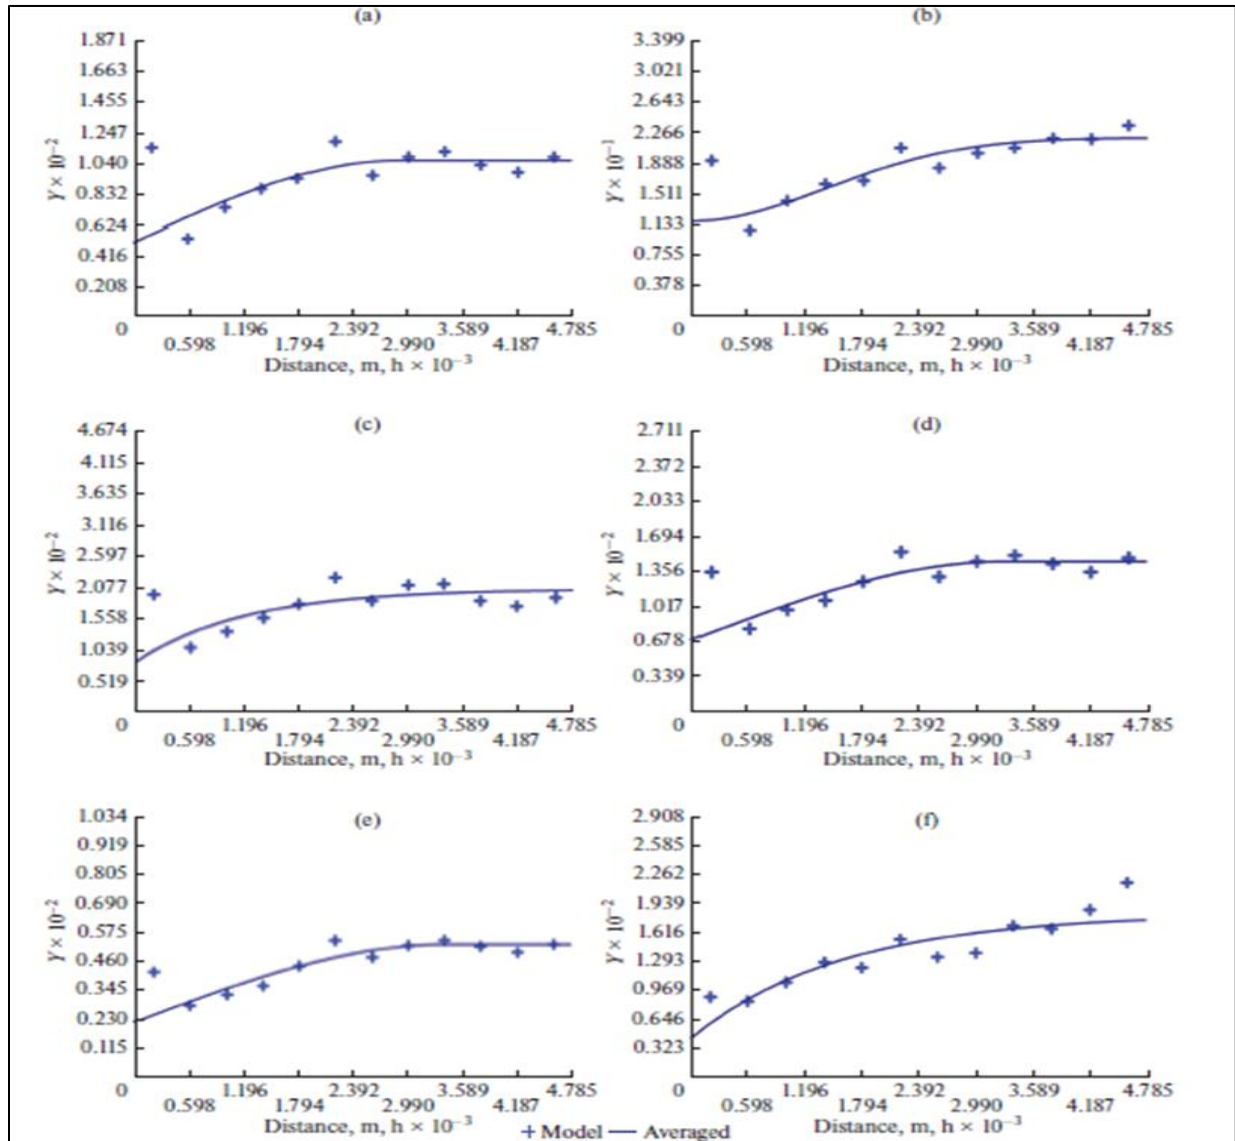 (a)
1.871
1.663
1.455
1.247
1.040
0.832
0.624
0.416
0.208
0
γ × 10⁻²
0.598 1.196 1.794 2.392 2.990 3.589 4.187 4.785
Distance, m, h × 10⁻³
(b)
3.399
3.021
2.643
2.266
1.888
1.511
1.133
0.755
0.378
0
γ × 10⁻¹
0.598 1.196 1.794 2.392 2.990 3.589 4.187 4.785
Distance, m, h × 10⁻³
(c)
4.674
4.115
3.635
3.116
2.597
2.077
1.558
1.039
0.519
0
γ × 10⁻²
0.598 1.196 1.794 2.392 2.990 3.589 4.187 4.785
Distance, m, h × 10⁻³
(d)
2.711
2.372
2.033
1.694
1.356
1.017
0.678
0.339
0
γ × 10⁻²
0.598 1.196 1.794 2.392 2.990 3.589 4.187 4.785
Distance, m, h × 10⁻³
(e)
1.034
0.919
0.805
0.690
0.575
0.460
0.345
0.230
0.115
0
γ × 10⁻²
0.598 1.196 1.794 2.392 2.990 3.589 4.187 4.785
Distance, m, h × 10⁻³
(f)
2.908
2.585
2.262
1.939
1.616
1.293
0.969
0.646
0.323
0
γ × 10⁻²
0.598 1.196 1.794 2.392 2.990 3.589 4.187 4.785
Distance, m, h × 10⁻³
+ Model — Averaged